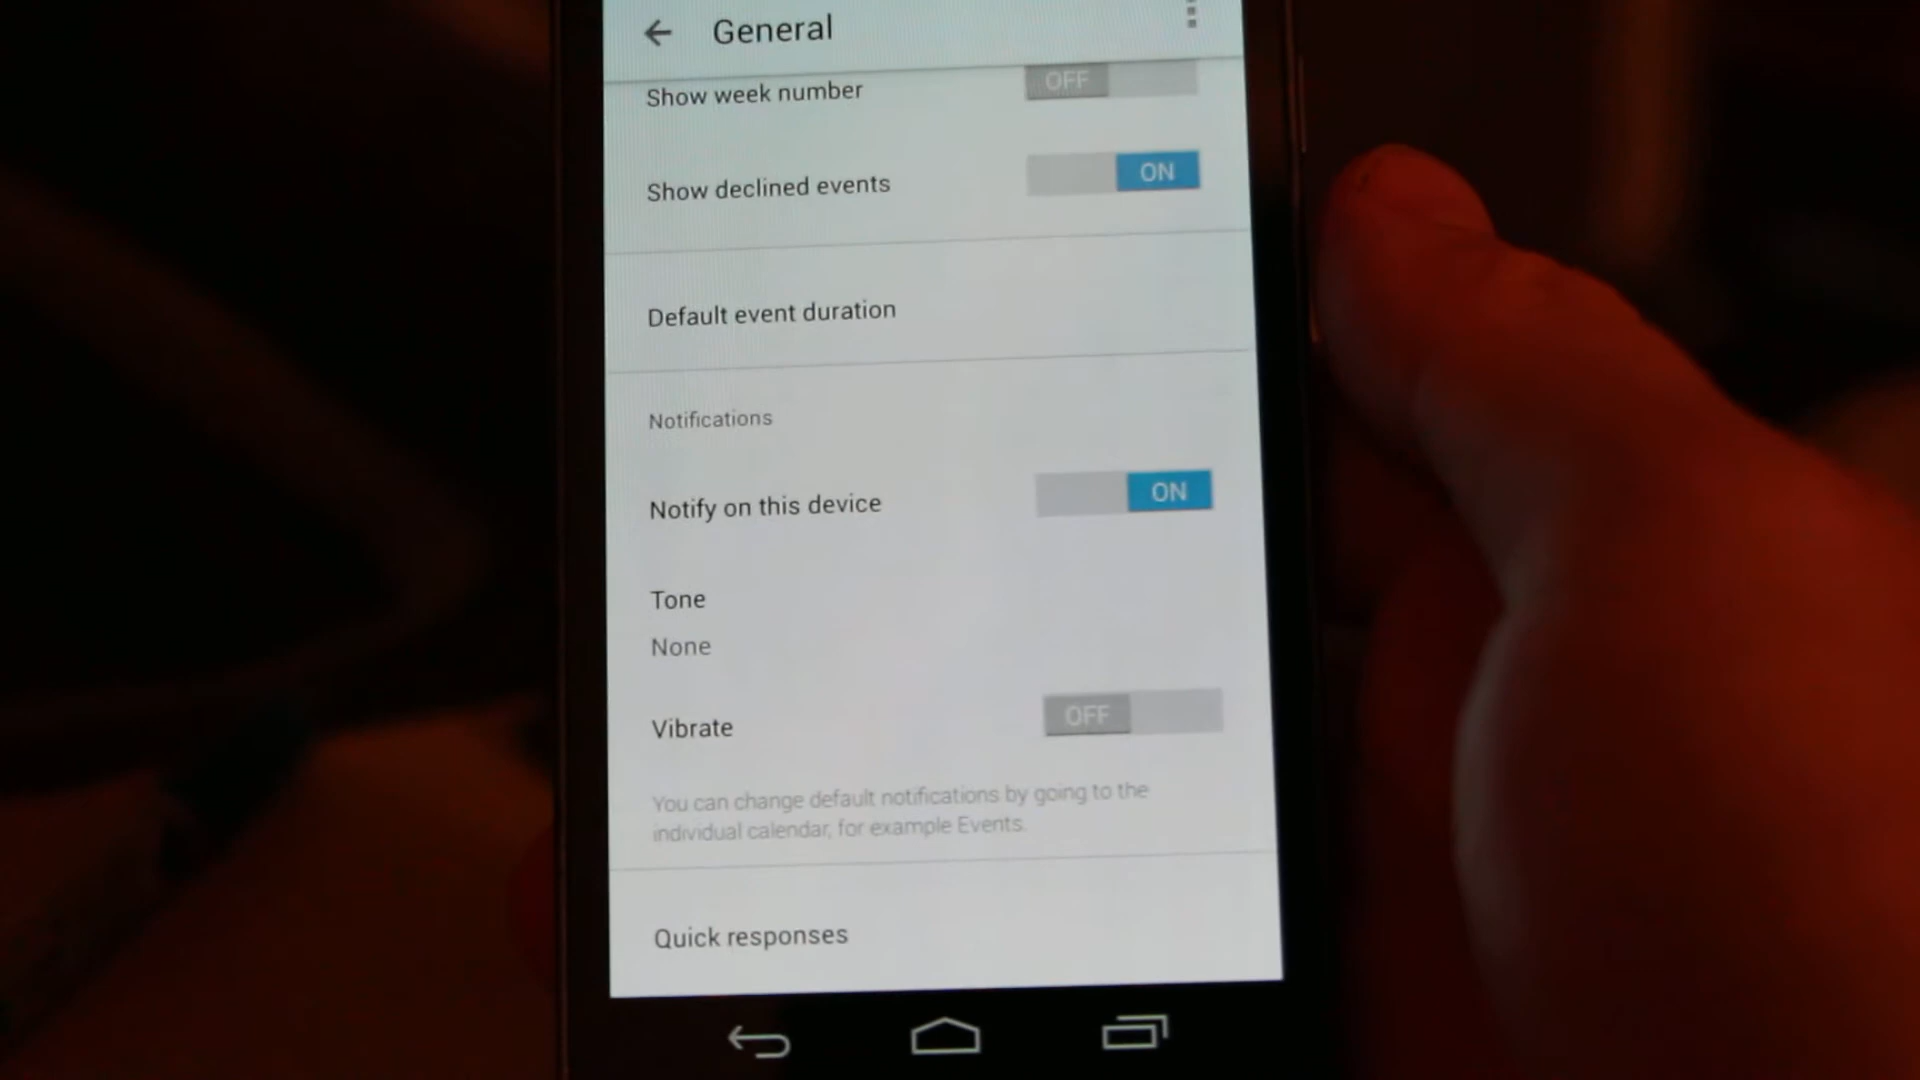 General
Show week number
OFF
Show declined events
ON
Default event duration
Notifications
Notify on this device
ON
Tone
None
Vibrate
OFF
You can change default notifications by going to the
individual calendar, for example Events.
Quick responses